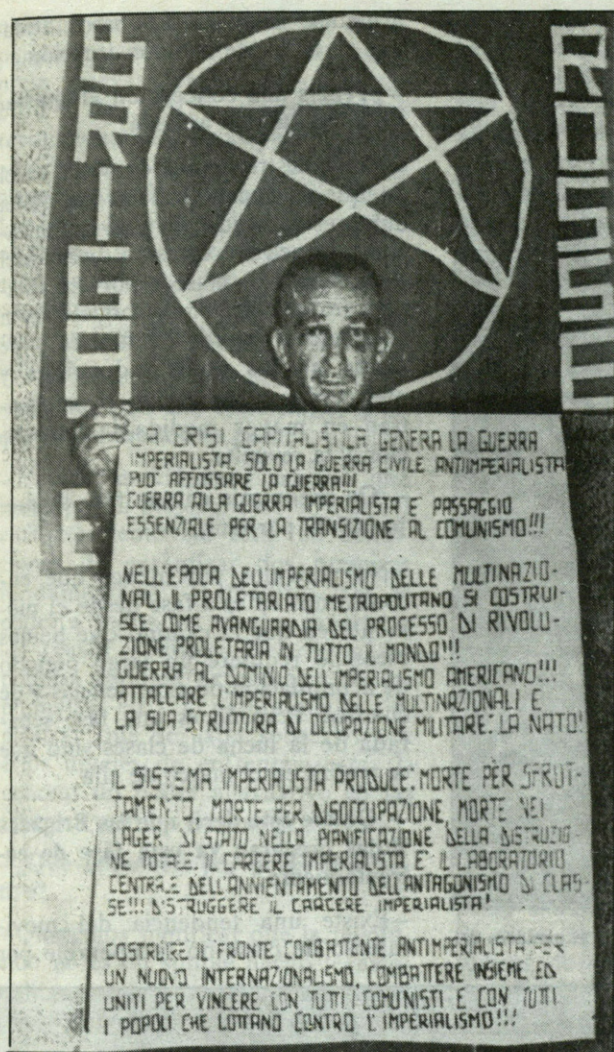 BRIGATE
ROSSE
LA CRISI CAPITALISTICA GENERA LA GUERRA
IMPERIALISTA. SOLO LA GUERRA CIVILE ANTIMPERIALISTA
PUO' AFFOSSARE LA GUERRA!!!
GUERRA ALLA GUERRA IMPERIALISTA E' PASSAGGIO
ESSENZIALE PER LA TRANSIZIONE AL COMUNISMO!!!
NELL'EPOCA DELL'IMPERIALISMO DELLE MULTINAZIO-
NALI IL PROLETARIATO METROPOLITANO SI COSTRUI-
SCE COME AVANGUARDIA DEL PROCESSO DI RIVOLU-
ZIONE PROLETARIA IN TUTTO IL MONDO!!!
GUERRA AL DOMINIO DELL'IMPERIALISMO AMERICANO!!!
ATTACCARE L'IMPERIALISMO DELLE MULTINAZIONALI E
LA SUA STRUTTURA DI OCCUPAZIONE MILITARE: LA NATO!
IL SISTEMA IMPERIALISTA PRODUCE: MORTE PER SFRUT-
TAMENTO, MORTE PER DISOCCUPAZIONE, MORTE NEI
LAGER DI STATO NELLA PIANIFICAZIONE DELLA DISTRUZIO-
NE TOTALE. IL CARCERE IMPERIALISTA E' IL LABORATORIO
CENTRALE DELL'ANNIENTAMENTO DELL'ANTAGONISMO DI CLAS-
SE!!! DISTRUGGERE IL CARCERE IMPERIALISTA!
COSTRUIRE IL FRONTE COMBATTENTE ANTIMPERIALISTA PER
UN NUOVO INTERNAZIONALISMO, COMBATTERE INSIEME ED
UNITI PER VINCERE CON TUTTI I COMUNISTI E CON TUTTI
I POPOLI CHE LOTTANO CONTRO L'IMPERIALISMO!!!